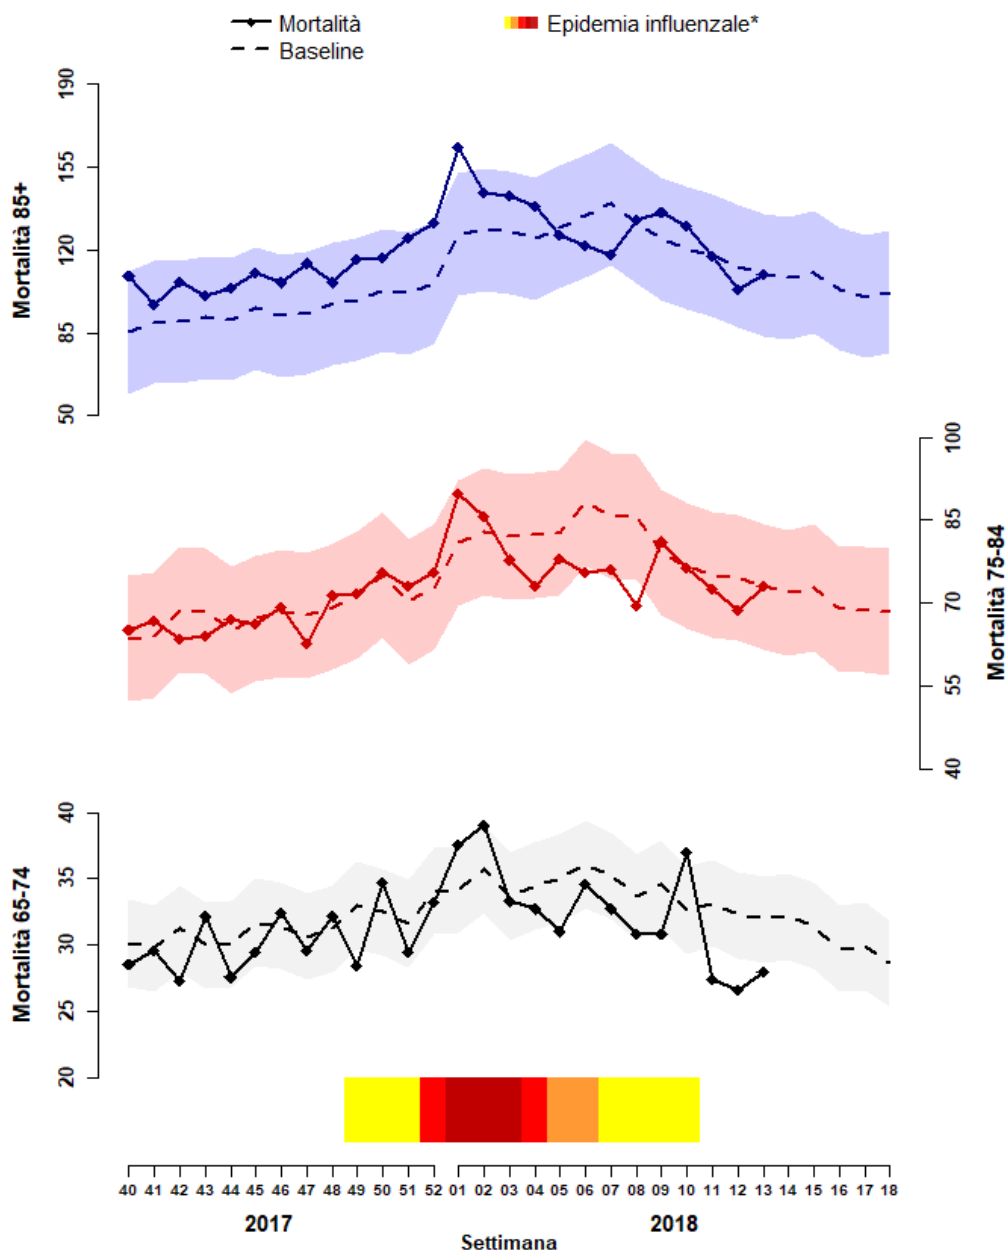 Mortalità
Epidemia influenzale*
Baseline
Mortalità 85+
190
155
120
85
50
Mortalità 75-84
100
85
70
55
40
Mortalità 65-74
40
35
30
25
20
40 41 42 43 44 45 46 47 48 49 50 51 52 01 02 03 04 05 06 07 08 09 10 11 12 13 14 15 16 17 18
2017 2018
Settimana